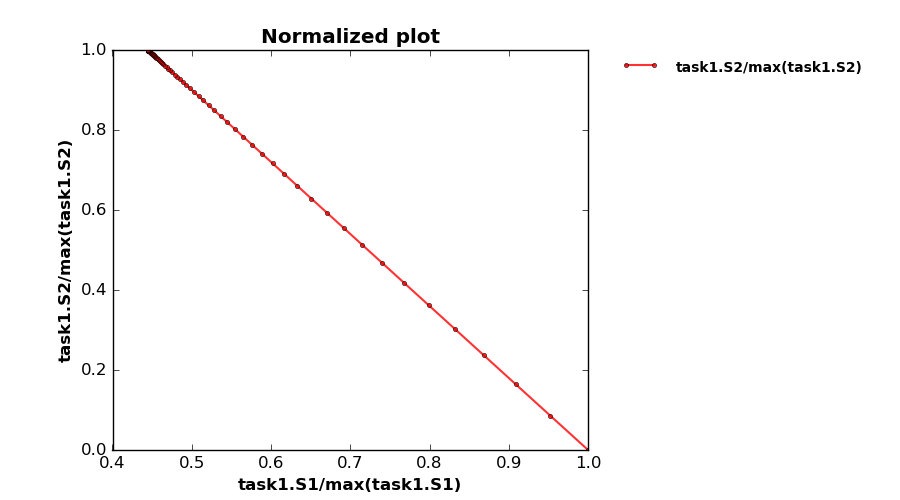 Normalized plot
task1.S2/max(task1.S2)
1.0
0.8
0.6
0.4
0.2
0.0
task1.S2/max(task1.S2)
0.4 0.5 0.6 0.7 0.8 0.9 1.0
task1.S1/max(task1.S1)